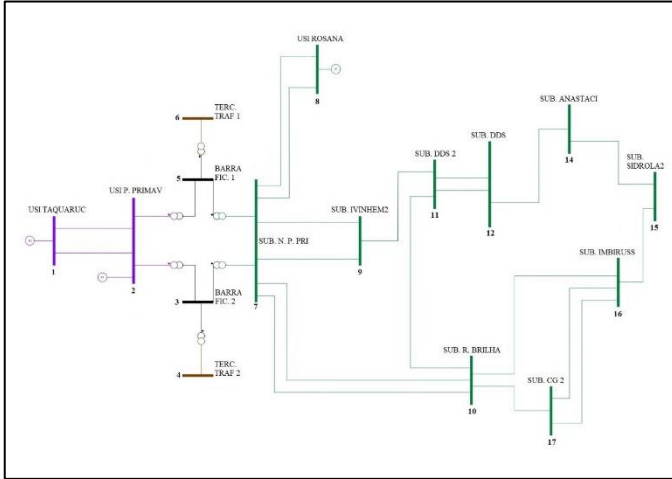 USI ROSANA
8
TERC.
TRAF 1
6
SUB. ANASTACI
14
SUB. DDS
12
SUB.
SIDROLA2
15
SUB. DDS 2
11
USI P. PRIMAV
2
5
BARRA
FIC. 1
USI TAQUARUC
1
SUB. IVINHEM2
9
SUB. N. P. PRI
7
SUB. IMBIRUSS
16
3
BARRA
FIC. 2
SUB. R. BRILHA
10
SUB. CG 2
17
TERC.
TRAF 2
4